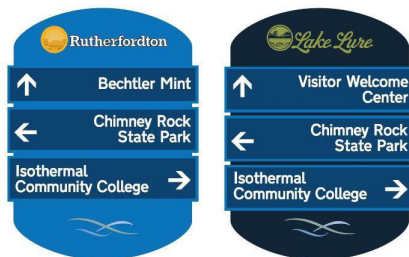 Rutherfordton
Bechtler Mint
Chimney Rock
State Park
Isothermal
Community College
Lake Lure
Visitor Welcome
Center
Chimney Rock
State Park
Isothermal
Community College